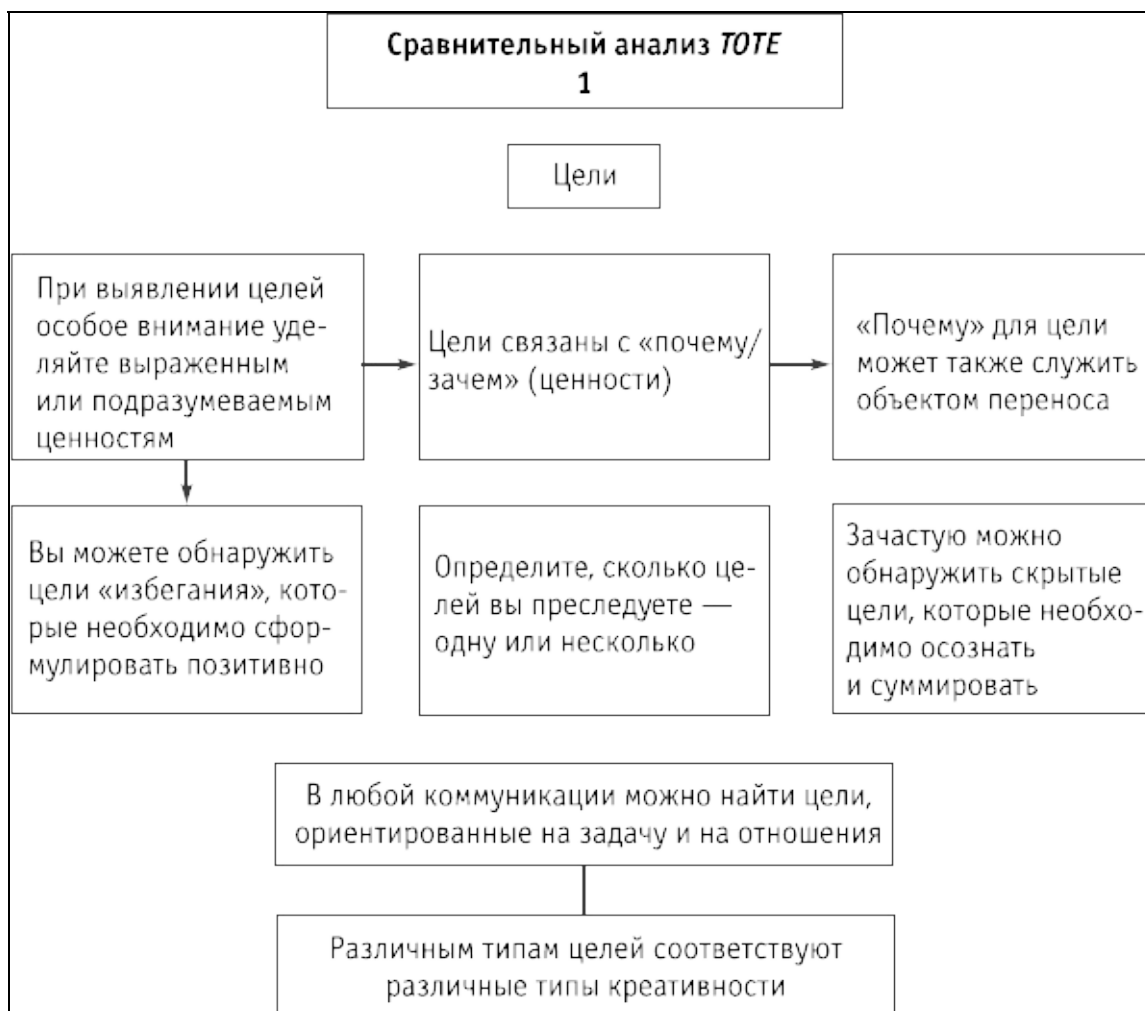 Сравнительный анализ TOTE
1
Цели
При выявлении целей
особое внимание уде-
ляйте выраженным
или подразумеваемым
ценностям
Цели связаны с «почему/
зачем» (ценности)
«Почему» для цели
может также служить
объектом переноса
Вы можете обнаружить
цели «избегания», кото-
рые необходимо сфор-
мулировать позитивно
Определите, сколько це-
лей вы преследуете —
одну или несколько
Зачастую можно
обнаружить скрытые
цели, которые необхо-
димо осознать
и суммировать
В любой коммуникации можно найти цели,
ориентированные на задачу и на отношения
Различным типам целей соответствуют
различные типы креативности